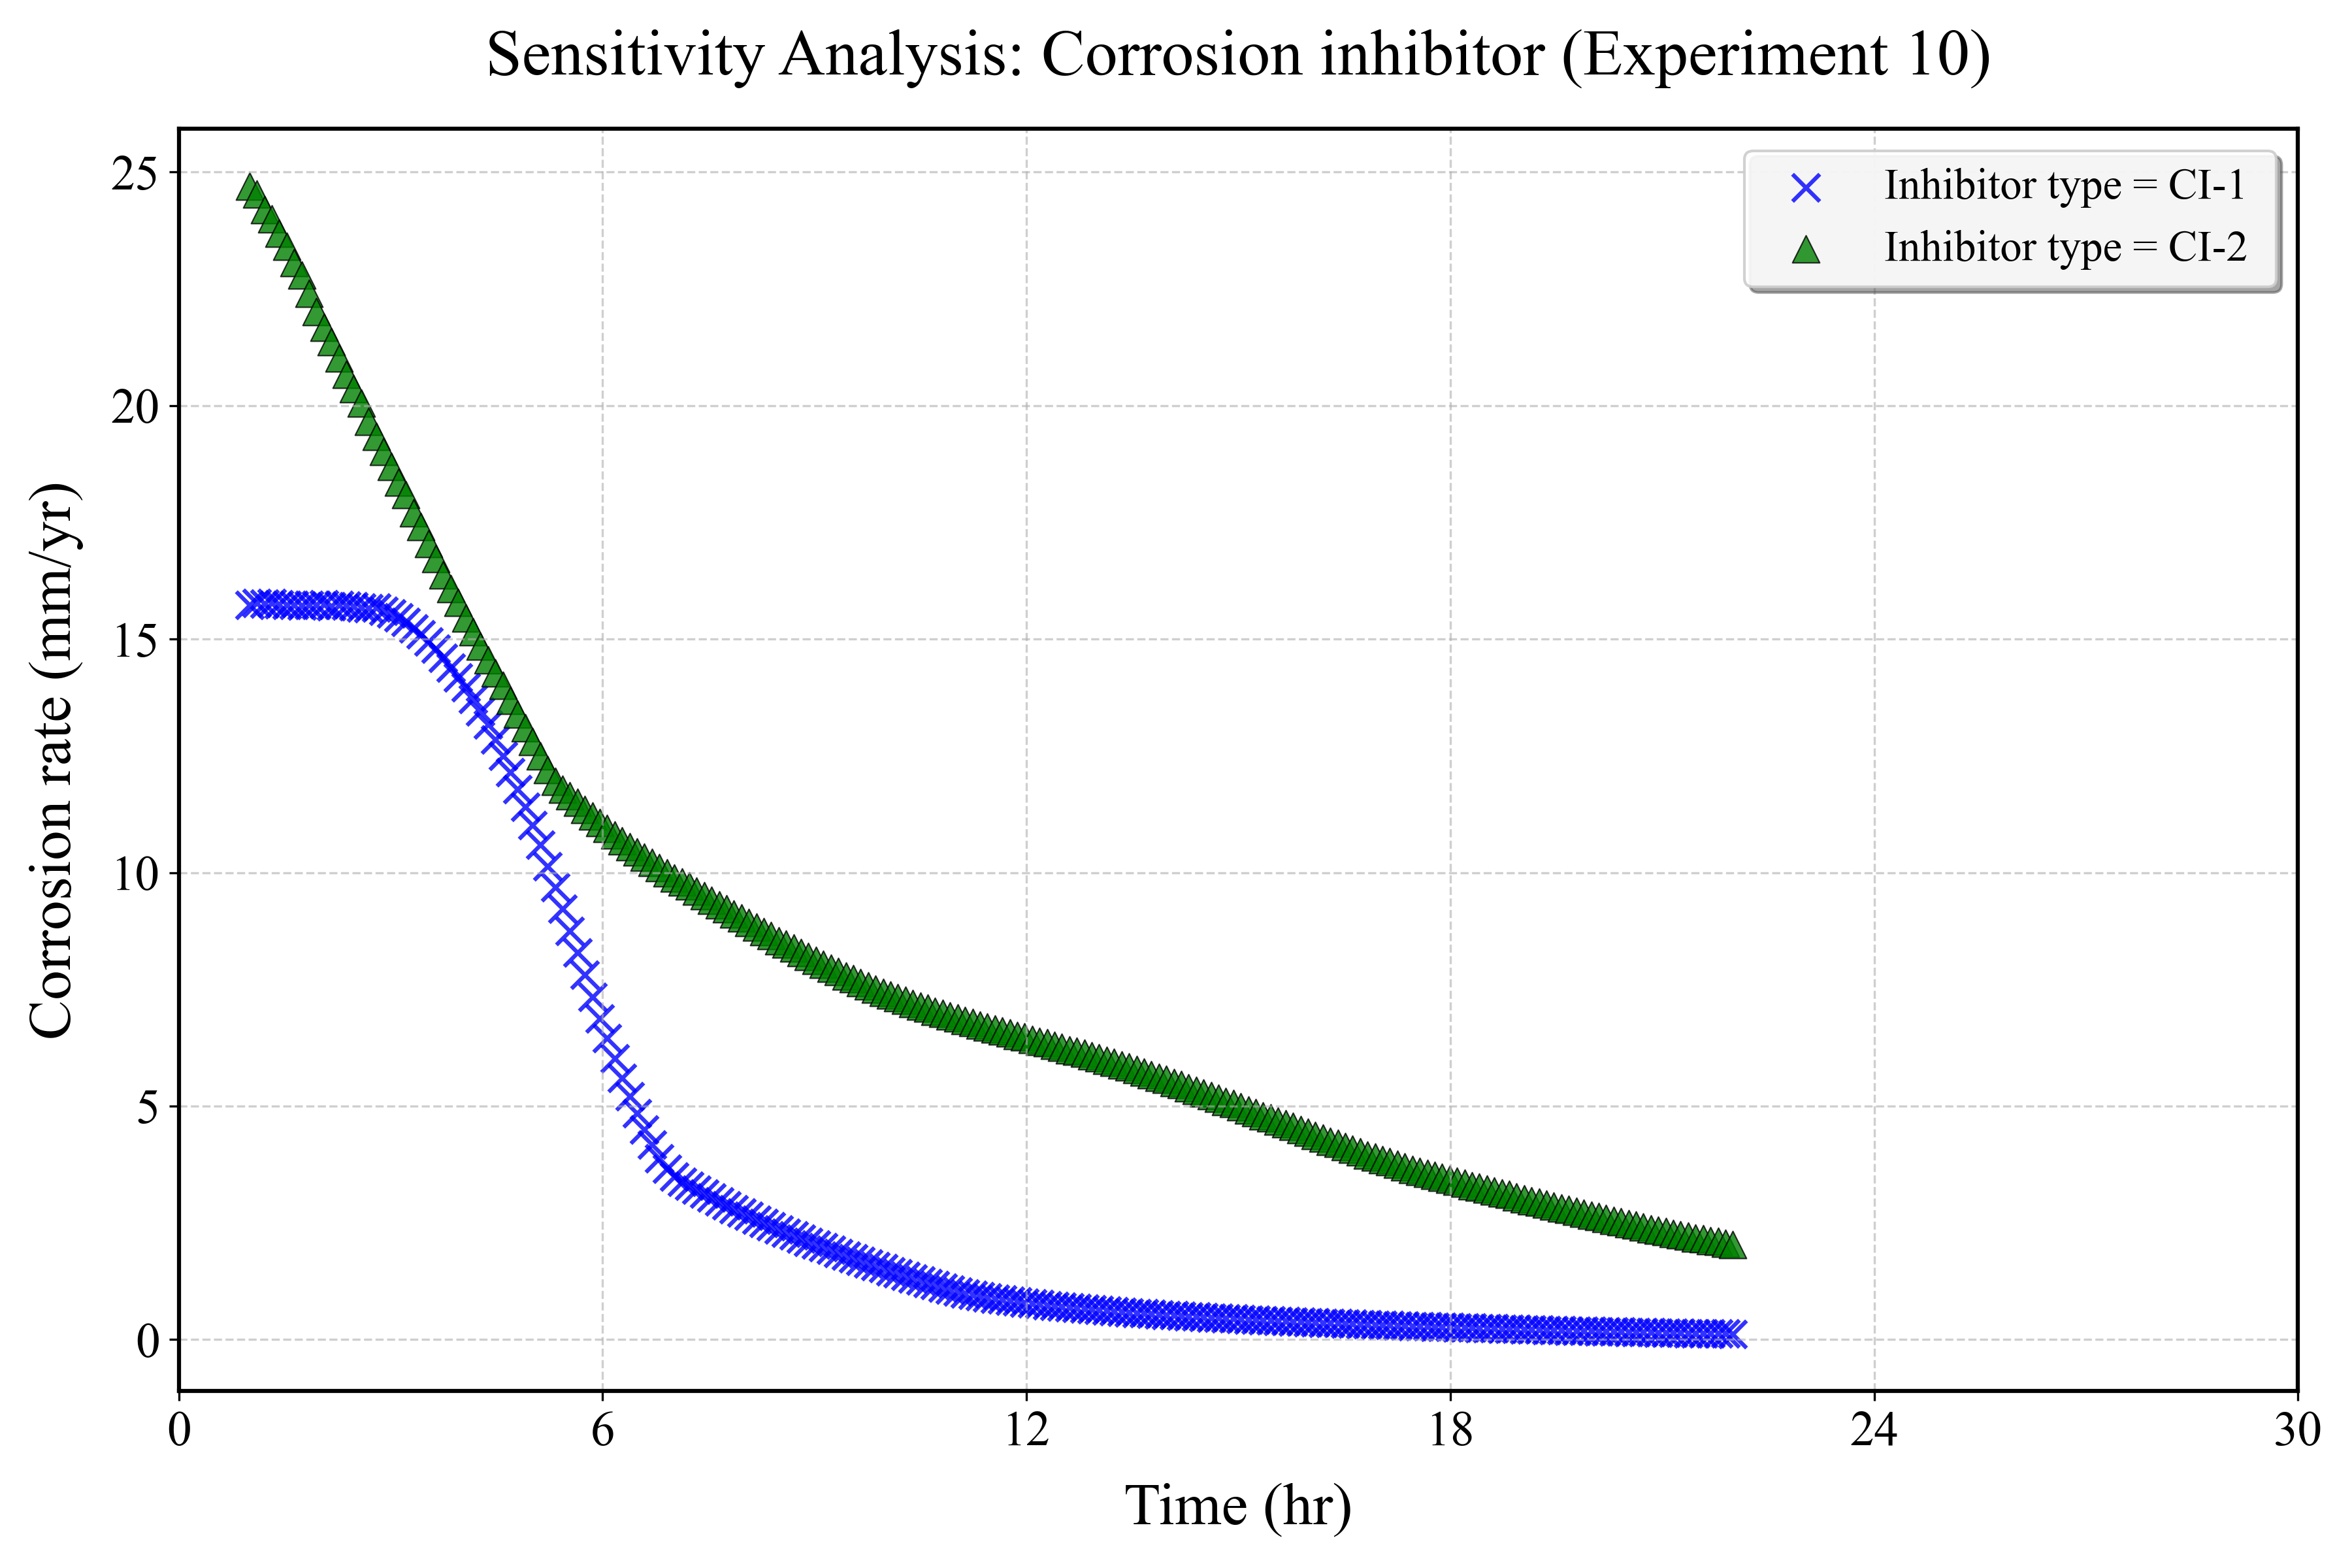 Sensitivity Analysis: Corrosion inhibitor (Experiment 10)
Inhibitor type = CI-1
Inhibitor type = CI-2
Corrosion rate (mm/yr)
25
20
15
10
5
0
0 6 12 18 24 30
Time (hr)